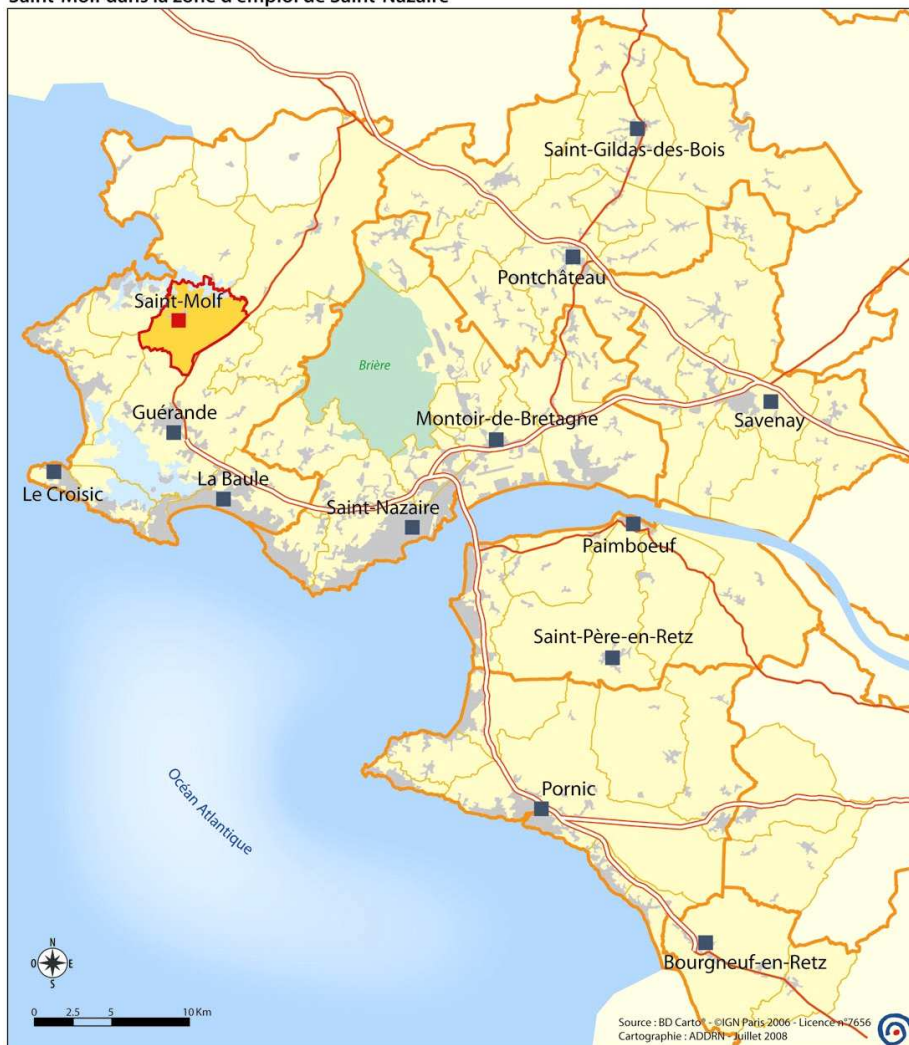 Saint-Molf dans la zone d'emploi de Saint-Nazaire
Saint-Gildas-des-Bois
Pontchâteau
Saint-Molf
Brière
Guérande
Montoir-de-Bretagne
Savenay
Le Croisic
La Baule
Saint-Nazaire
Paimboeuf
Saint-Père-en-Retz
Océan Atlantique
Pornic
Bourgneuf-en-Retz
N
O
E
S
0 2.5 5 10 Km
Source : BD Carto® - ©IGN Paris 2006 - Licence n°7656
Cartographie : ADDRN - Juillet 2008